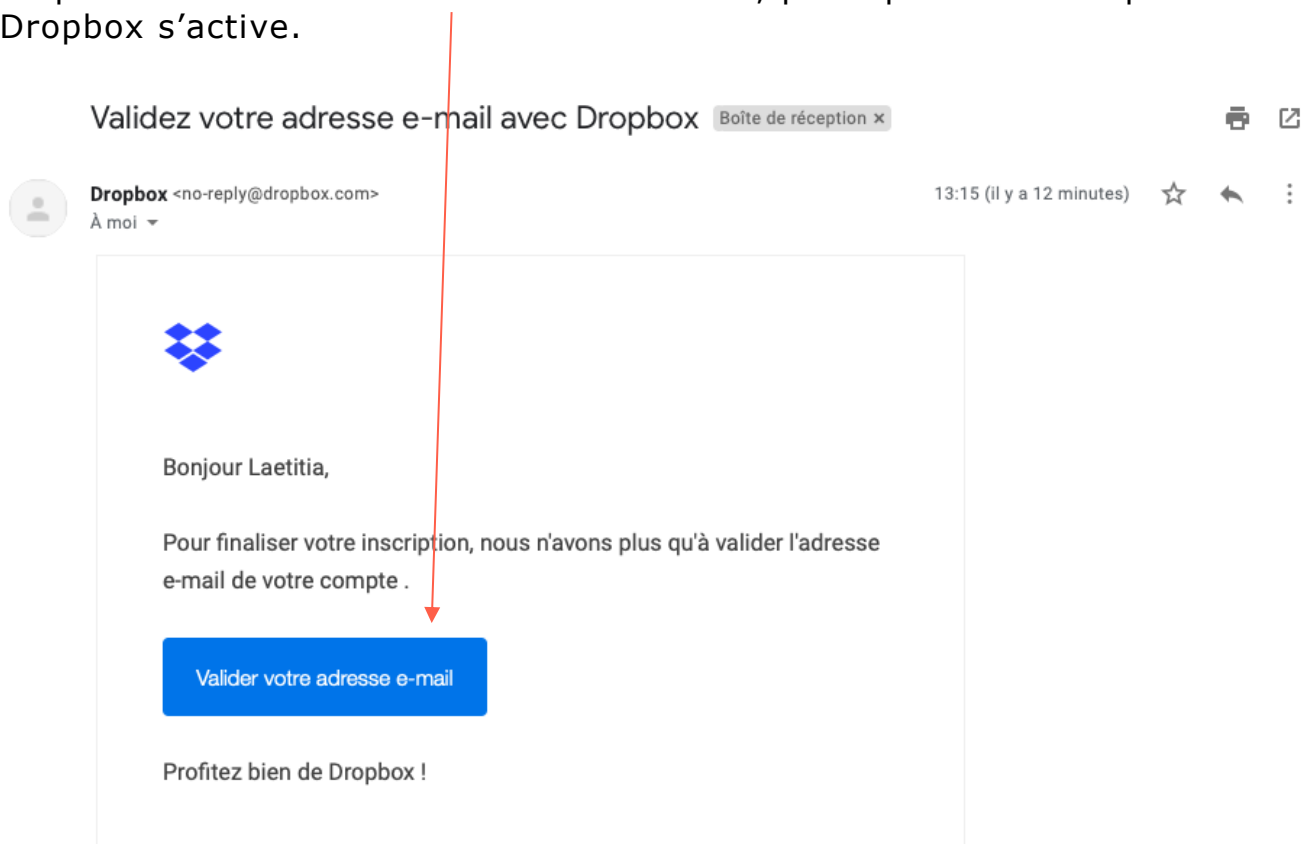 Dropbox s’active.
Validez votre adresse e-mail avec Dropbox Boîte de réception ×
Dropbox <no-reply@dropbox.com> 13:15 (il y a 12 minutes)
À moi
Bonjour Laetitia,
Pour finaliser votre inscription, nous n'avons plus qu'à valider l'adresse
e-mail de votre compte .
Valider votre adresse e-mail
Profitez bien de Dropbox !